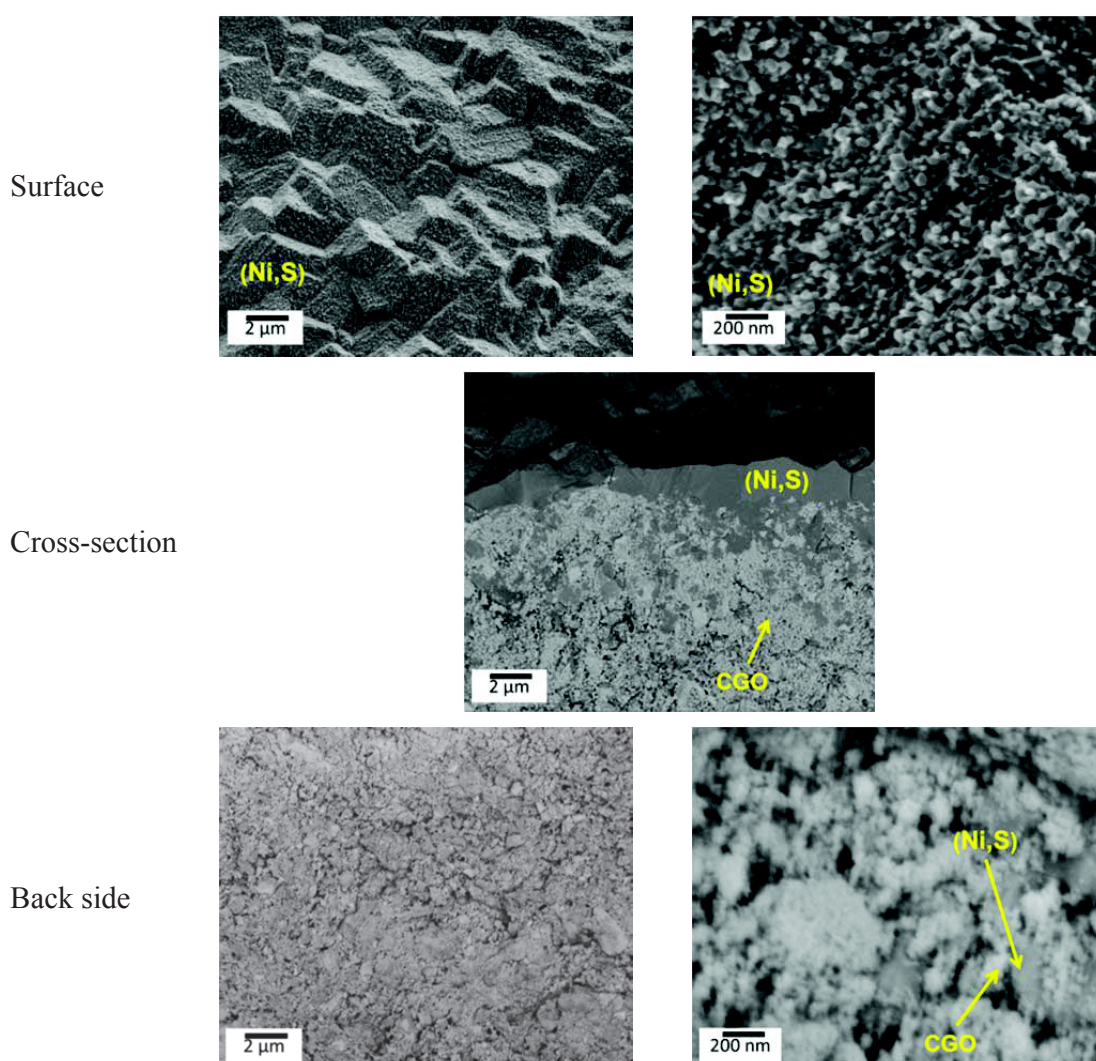 Surface
(Ni,S)
2 µm
(Ni,S)
200 nm
Cross-section
(Ni,S)
CGO
2 µm
Back side
2 µm
(Ni,S)
CGO
200 nm